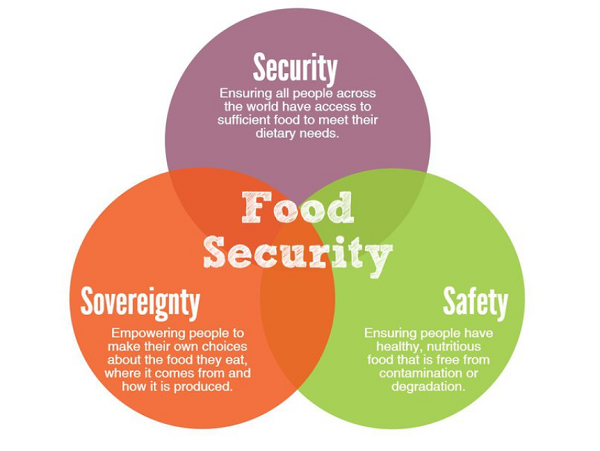 Security
Ensuring all people across
the world have access to
sufficient food to meet their
dietary needs.
Food
Security
Sovereignty
Empowering people to
make their own choices
about the food they eat,
where it comes from and
how it is produced.
Safety
Ensuring people have
healthy, nutritious
food that is free from
contamination or
degradation.